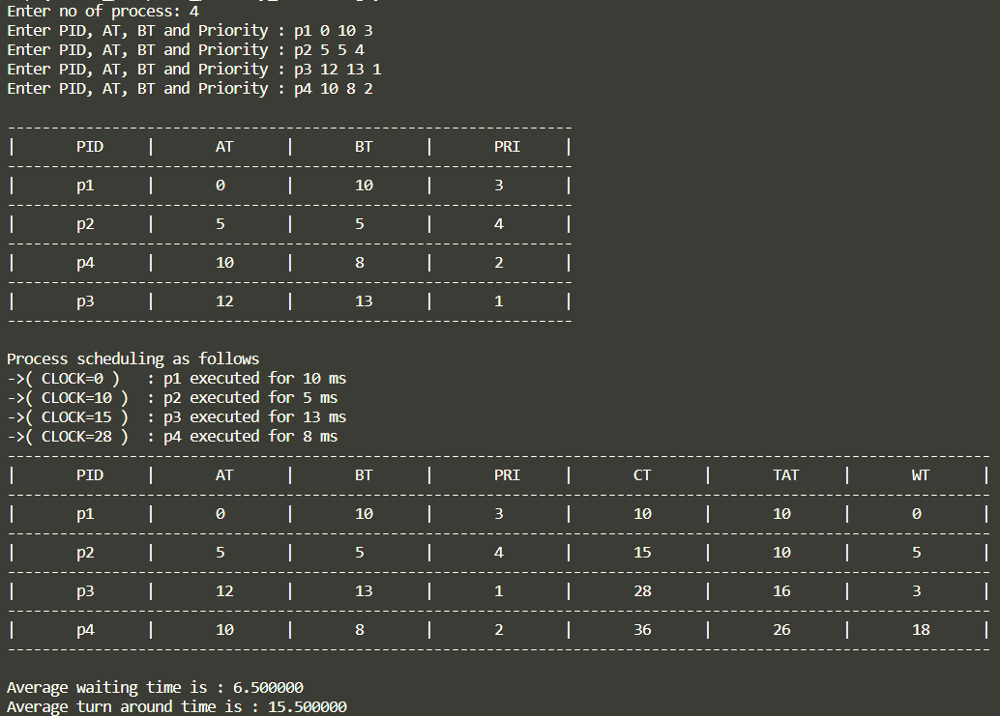 Enter no of process: 4
Enter PID, AT, BT and Priority : p1 0 10 3
Enter PID, AT, BT and Priority : p2 5 5 4
Enter PID, AT, BT and Priority : p3 12 13 1
Enter PID, AT, BT and Priority : p4 10 8 2
-----------------------------------------------------------------
| PID | AT | BT | PRI |
-----------------------------------------------------------------
| p1 | 0 | 10 | 3 |
-----------------------------------------------------------------
| p2 | 5 | 5 | 4 |
-----------------------------------------------------------------
| p4 | 10 | 8 | 2 |
-----------------------------------------------------------------
| p3 | 12 | 13 | 1 |
-----------------------------------------------------------------
Process scheduling as follows
->( CLOCK=0 ) : p1 executed for 10 ms
->( CLOCK=10 ) : p2 executed for 5 ms
->( CLOCK=15 ) : p3 executed for 13 ms
->( CLOCK=28 ) : p4 executed for 8 ms
-----------------------------------------------------------------------------------------------------------------
| PID | AT | BT | PRI | CT | TAT | WT |
-----------------------------------------------------------------------------------------------------------------
| p1 | 0 | 10 | 3 | 10 | 10 | 0 |
-----------------------------------------------------------------------------------------------------------------
| p2 | 5 | 5 | 4 | 15 | 10 | 5 |
-----------------------------------------------------------------------------------------------------------------
| p3 | 12 | 13 | 1 | 28 | 16 | 3 |
-----------------------------------------------------------------------------------------------------------------
| p4 | 10 | 8 | 2 | 36 | 26 | 18 |
-----------------------------------------------------------------------------------------------------------------
Average waiting time is : 6.500000
Average turn around time is : 15.500000